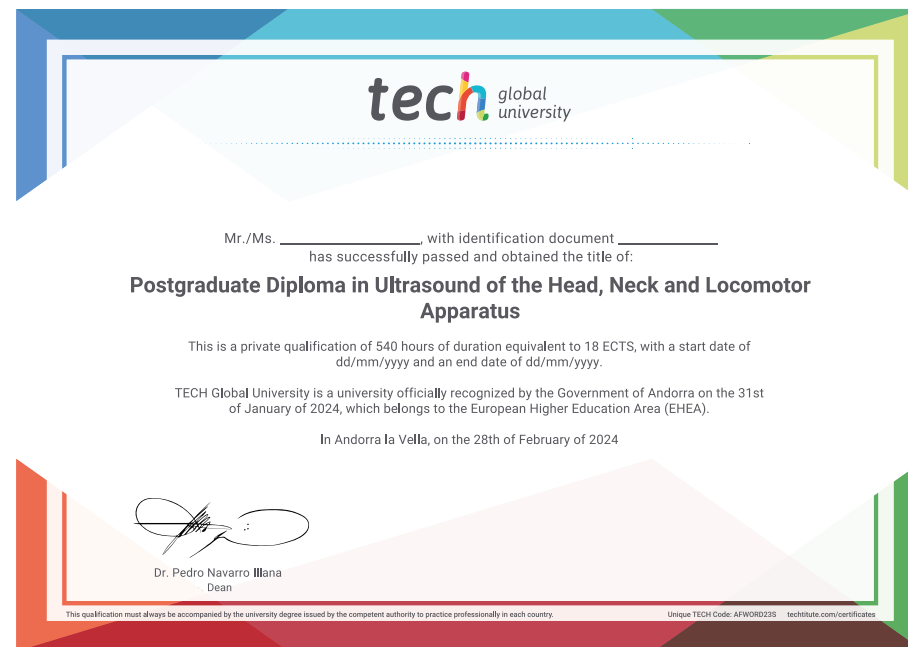 tech global
university
Mr./Ms. ________________, with identification document ____________
has successfully passed and obtained the title of:
Postgraduate Diploma in Ultrasound of the Head, Neck and Locomotor
Apparatus
This is a private qualification of 540 hours of duration equivalent to 18 ECTS, with a start date of
dd/mm/yyyy and an end date of dd/mm/yyyy.
TECH Global University is a university officially recognized by the Government of Andorra on the 31st
of January of 2024, which belongs to the European Higher Education Area (EHEA).
In Andorra la Vella, on the 28th of February of 2024
Dr. Pedro Navarro Illana
Dean
This qualification must always be accompanied by the university degree issued by the competent authority to practice professionally in each country. Unique TECH Code: AFWORD23S techtitute.com/certificates